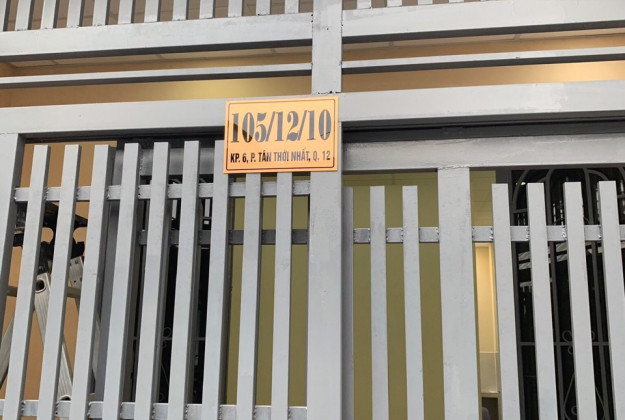 105/12/10
KP. 6, P. TÂN THỚI NHẤT, Q. 12